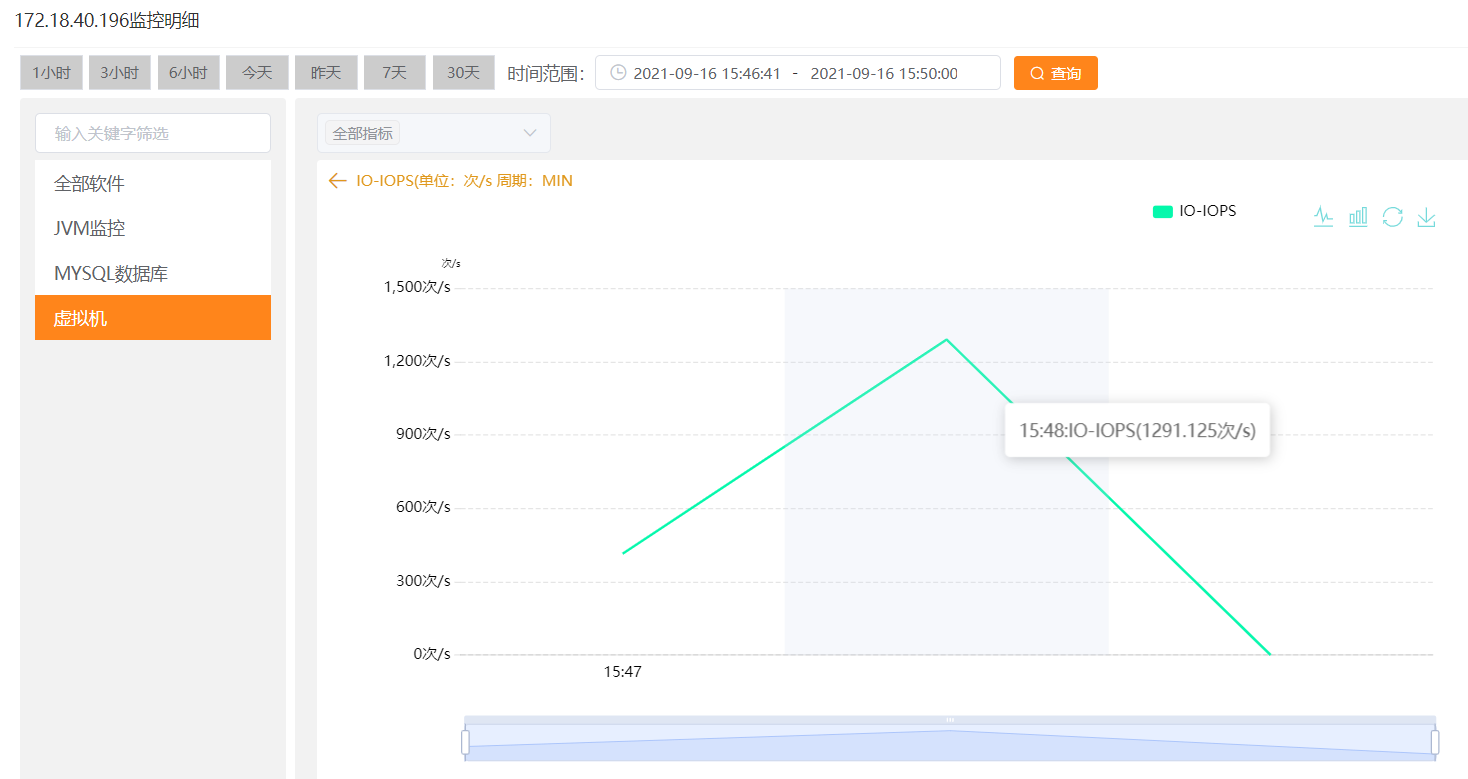 172.18.40.196监控明细
1小时 3小时 6小时 今天 昨天 7天 30天 时间范围： 2021-09-16 15:46:41 - 2021-09-16 15:50:00 查询
输入关键字筛选
全部软件
JVM监控
MYSQL数据库
虚拟机
全部指标
IO-IOPS(单位：次/s 周期：MIN
IO-IOPS
次/s
1,500次/s
1,200次/s
900次/s
15:48:IO-IOPS(1291.125次/s)
600次/s
300次/s
0次/s
15:47